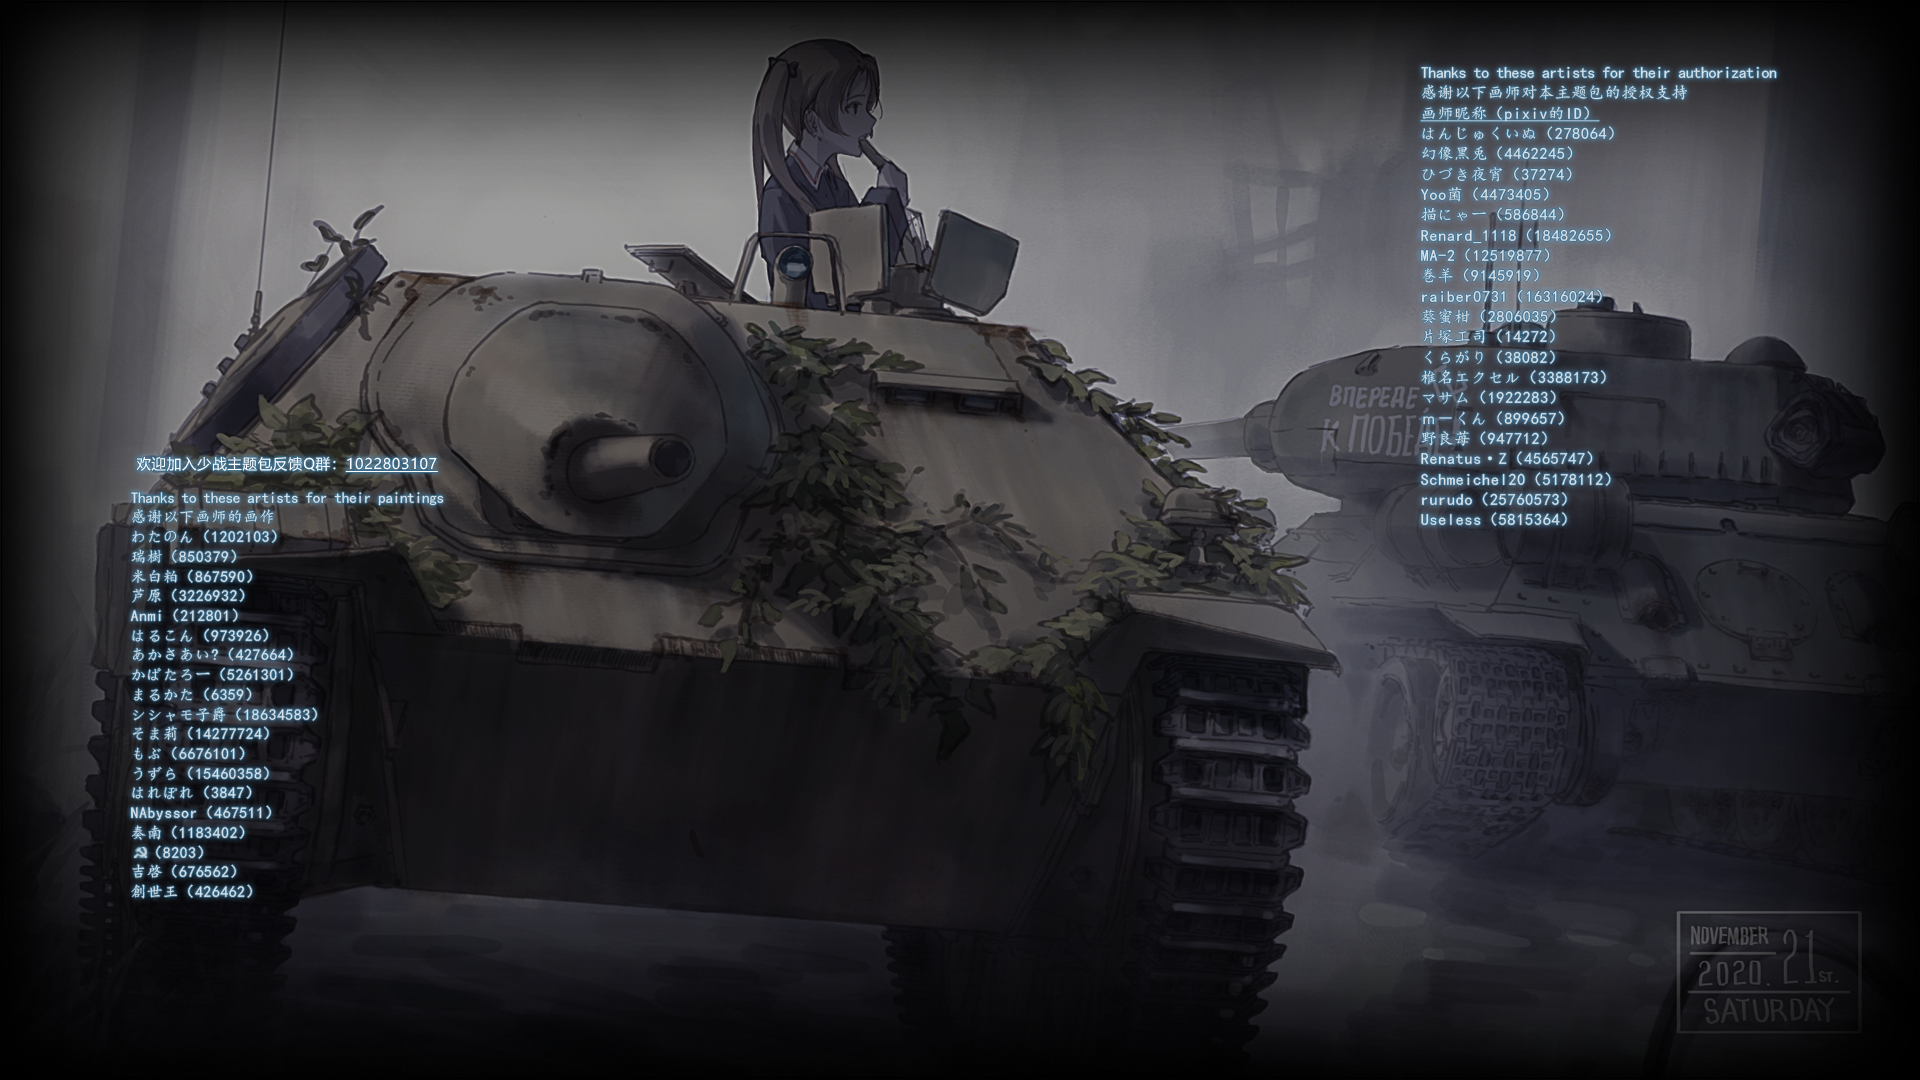 欢迎加入少战主题包反馈Q群：1022803107
Thanks to these artists for their paintings
感谢以下画师的画作
わたのん（1202103）
瑞樹（850379）
米白粕（867590）
芦原（3226932）
Anmi（212801）
はるこん（973926）
あかさあい?（427664）
かばたろー（5261301）
まるかた（6359）
シシャモ子爵（18634583）
そま莉（14277724）
もぶ（6676101）
うずら（15460358）
はれぽれ（3847）
NAbyssor（467511）
奏南（1183402）
☭（8203）
吉啓（676562）
創世王（426462）
Thanks to these artists for their authorization
感谢以下画师对本主题包的授权支持
画师昵称（pixiv的ID）
はんじゅくいぬ（278064）
幻像黒兎（4462245）
ひづき夜宵（37274）
Yoo菌（4473405）
描にゃー（586844）
Renard_1118（18482655）
MA-2（12519877）
巻羊（9145919）
raiber0731（16316024）
葵蜜柑（2806035）
片塚工司（14272）
くらがり（38082）
椎名エクセル（3388173）
マサム（1922283）
mーくん（899657）
野良莓（947712）
Renatus·Z（4565747）
Schmeichel20（5178112）
rurudo（25760573）
Useless（5815364）
ВПЕРЕДЕ
К
NOVEMBER 21ST.
2020.
SATURDAY